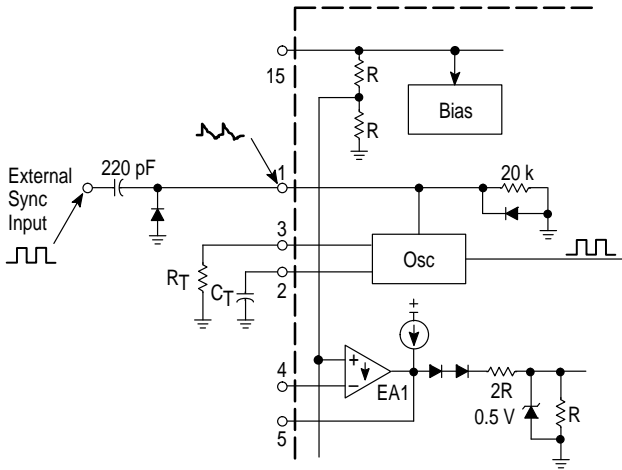 15
R
R
Bias
External
Sync
Input
220 pF
1
20 k
3
RT
CT
2
Osc
+
4
+
−
EA1
5
2R
0.5 V
R